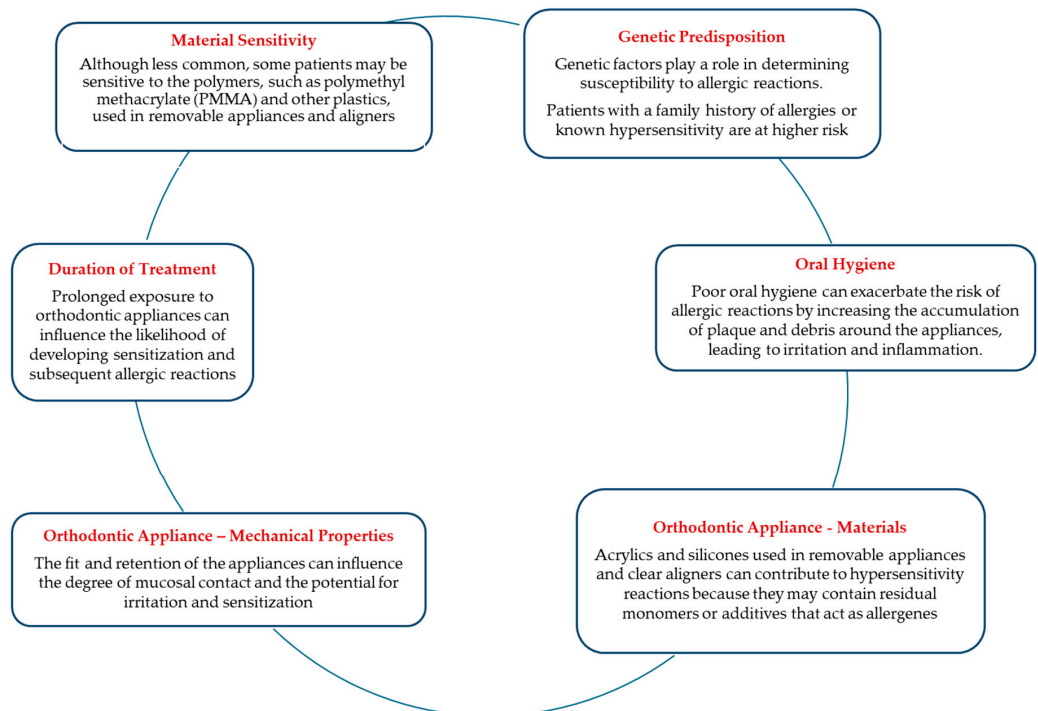 Material Sensitivity
Although less common, some patients may be
sensitive to the polymers, such as polymethyl
methacrylate (PMMA) and other plastics,
used in removable appliances and aligners
Genetic Predisposition
Genetic factors play a role in determining
susceptibility to allergic reactions.
Patients with a family history of allergies or
known hypersensitivity are at higher risk
Duration of Treatment
Prolonged exposure to
orthodontic appliances can
influence the likelihood of
developing sensitization and
subsequent allergic reactions
Oral Hygiene
Poor oral hygiene can exacerbate the risk of
allergic reactions by increasing the accumulation
of plaque and debris around the appliances,
leading to irritation and inflammation.
Orthodontic Appliance – Mechanical Properties
The fit and retention of the appliances can influence
the degree of mucosal contact and the potential for
irritation and sensitization
Orthodontic Appliance - Materials
Acrylics and silicones used in removable appliances
and clear aligners can contribute to hypersensitivity
reactions because they may contain residual
monomers or additives that act as allergenes